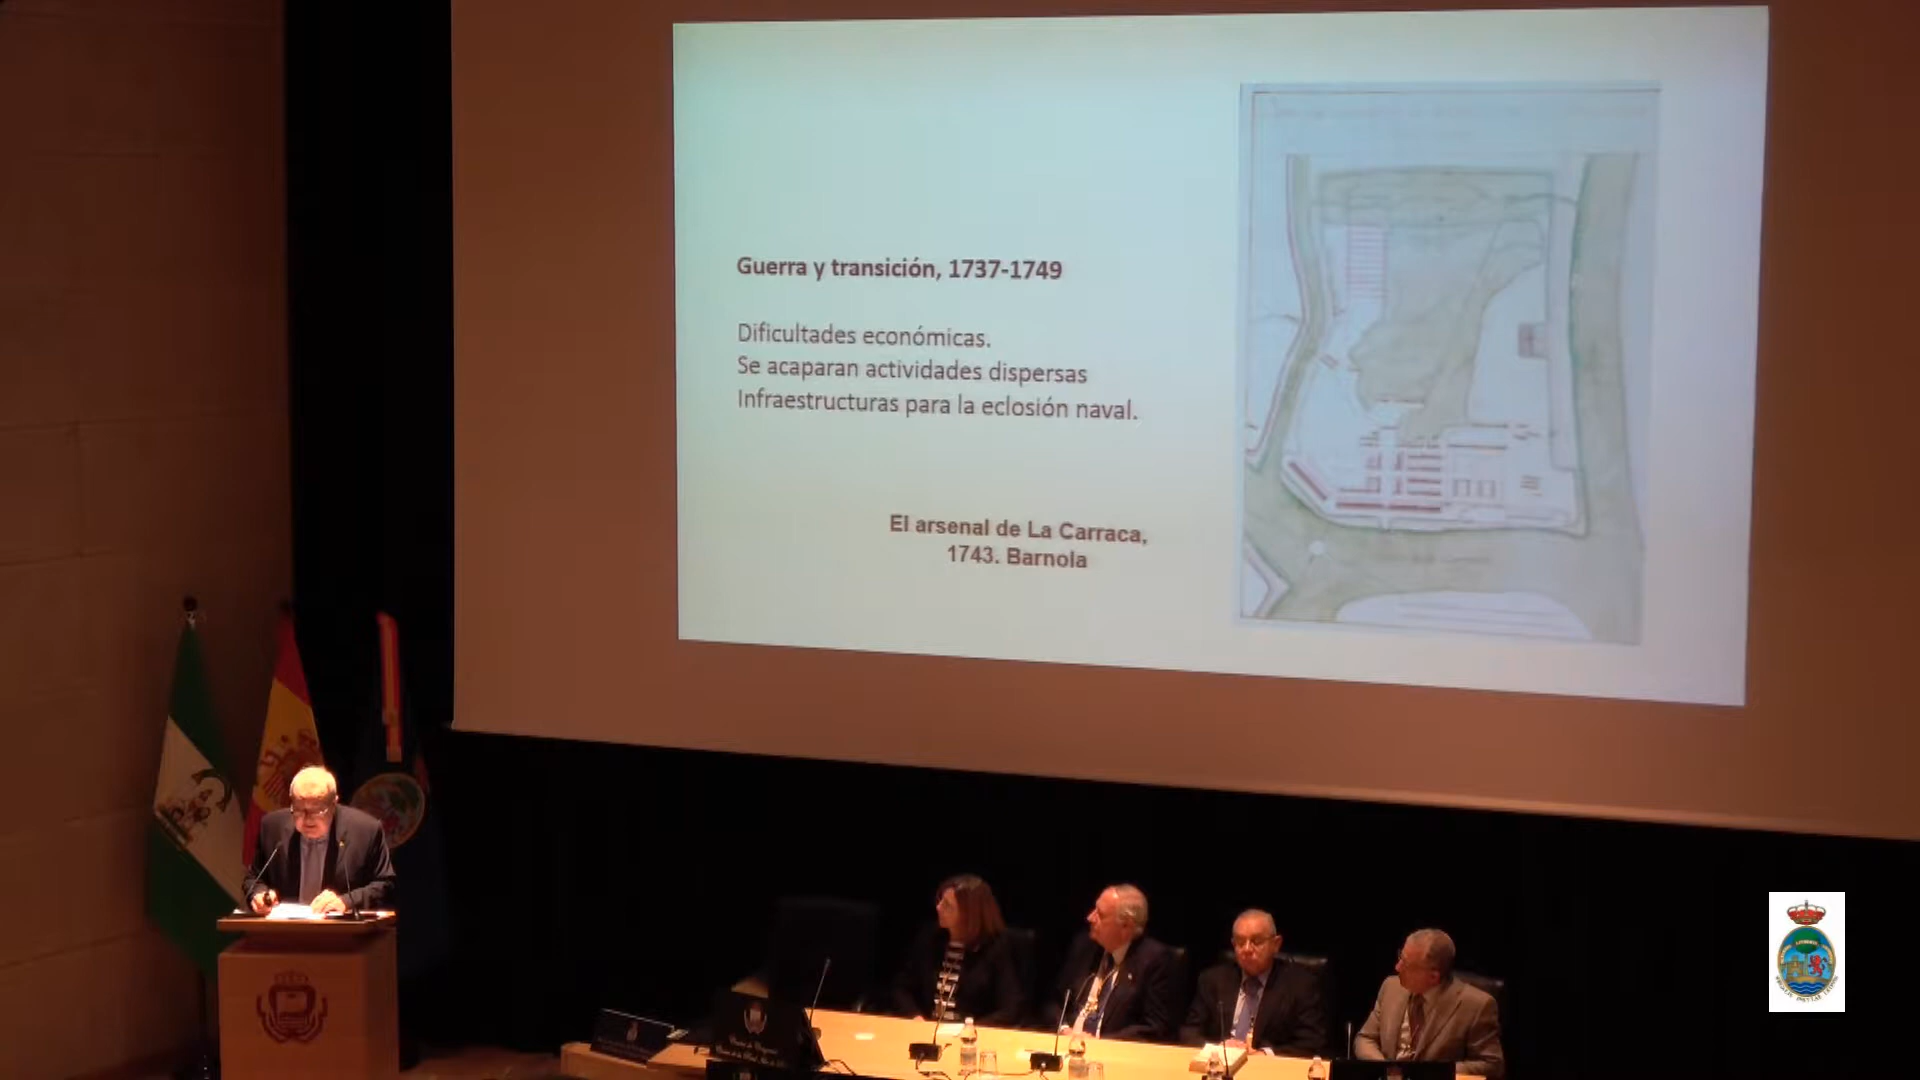 Guerra y transición, 1737-1749
Dificultades económicas.
Se acaparan actividades dispersas
Infraestructuras para la eclosión naval.
El arsenal de La Carraca,
1743. Barnola